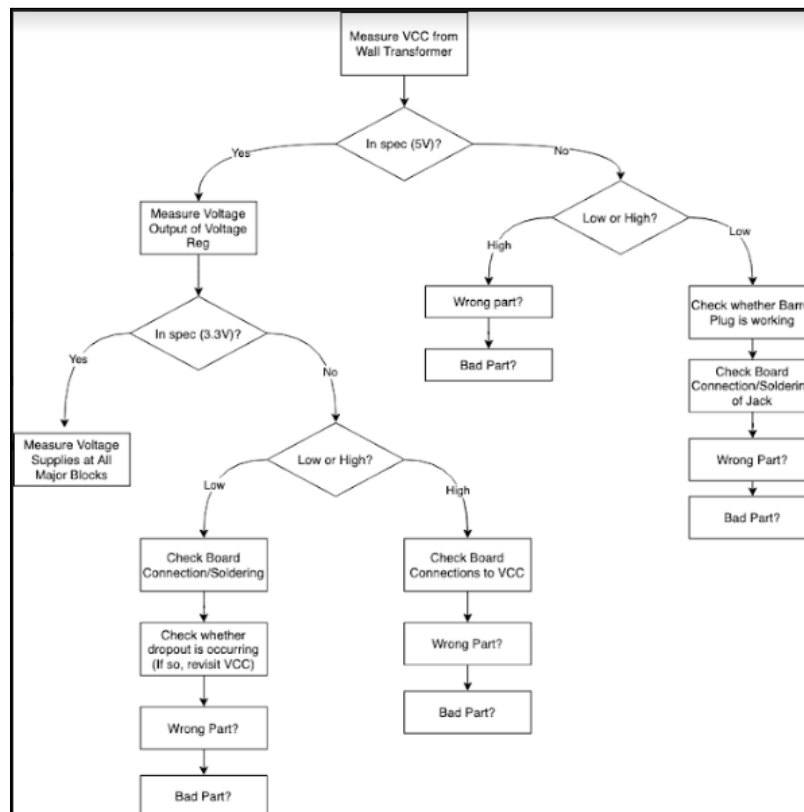 Measure VCC from
Wall Transformer
In spec (5V)?
Yes
No
Measure Voltage
Output of Voltage
Reg
Low or High?
High
Low
Wrong part?
Bad Part?
Check whether Barre
Plug is working
Check Board
Connection/Soldering
of Jack
Wrong Part?
Bad Part?
In spec (3.3V)?
Yes
No
Measure Voltage
Supplies at All
Major Blocks
Low or High?
Low
High
Check Board
Connection/Soldering
Check whether
dropout is occurring
(If so, revisit VCC)
Wrong Part?
Bad Part?
Check Board
Connections to VCC
Wrong Part?
Bad Part?